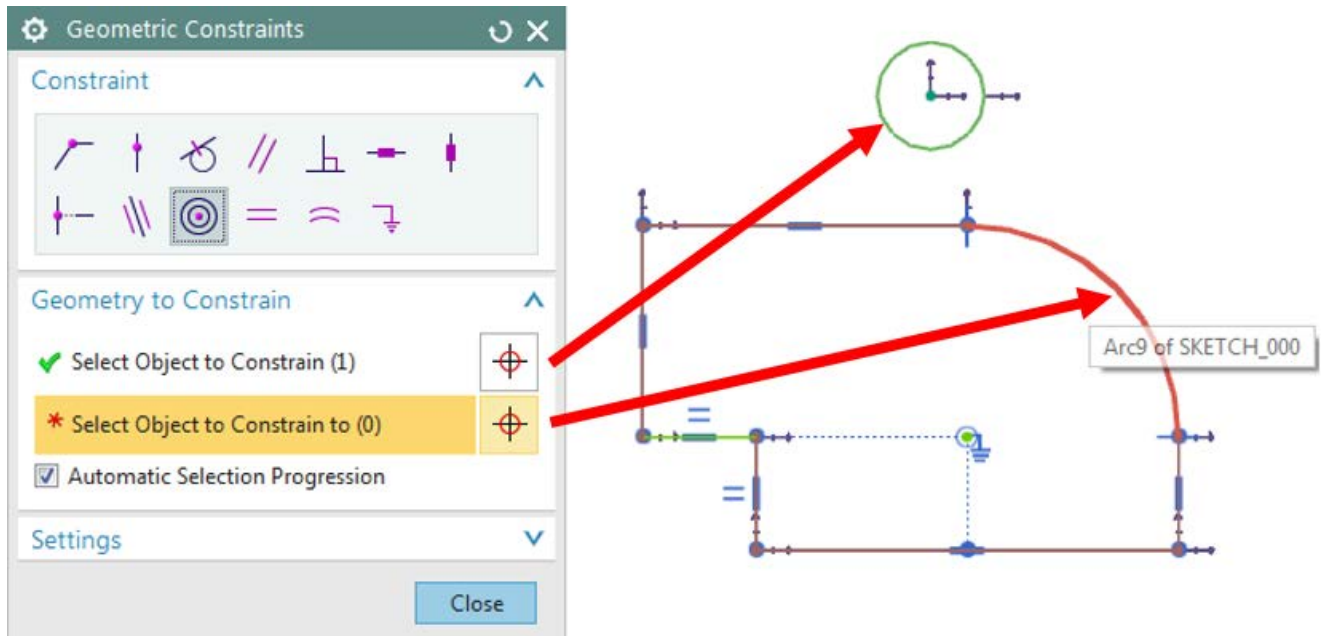 Geometric Constraints
Constraint
Geometry to Constrain
Select Object to Constrain (1)
* Select Object to Constrain to (0)
Automatic Selection Progression
Settings
Close
Arc9 of SKETCH_000